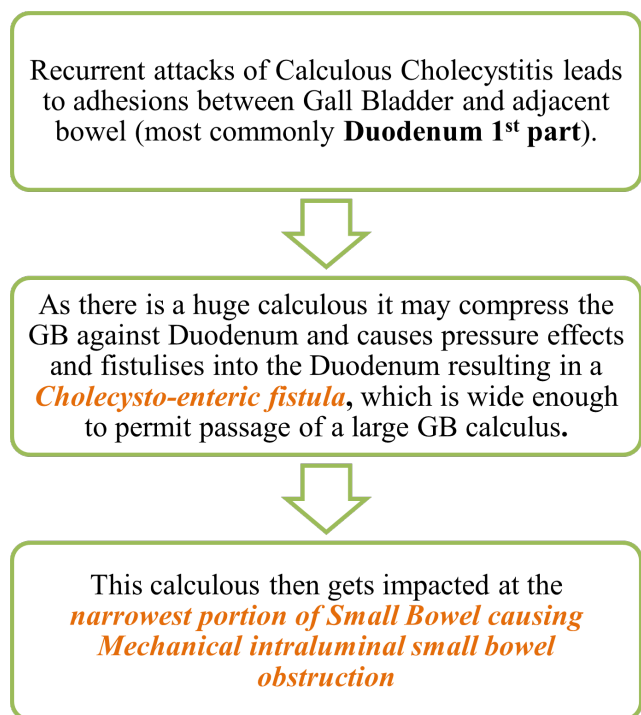 Recurrent attacks of Calculous Cholecystitis leads
to adhesions between Gall Bladder and adjacent
bowel (most commonly Duodenum 1st part).
As there is a huge calculous it may compress the
GB against Duodenum and causes pressure effects
and fistulises into the Duodenum resulting in a
Cholecysto-enteric fistula, which is wide enough
to permit passage of a large GB calculus.
This calculous then gets impacted at the
narrowest portion of Small Bowel causing
Mechanical intraluminal small bowel
obstruction